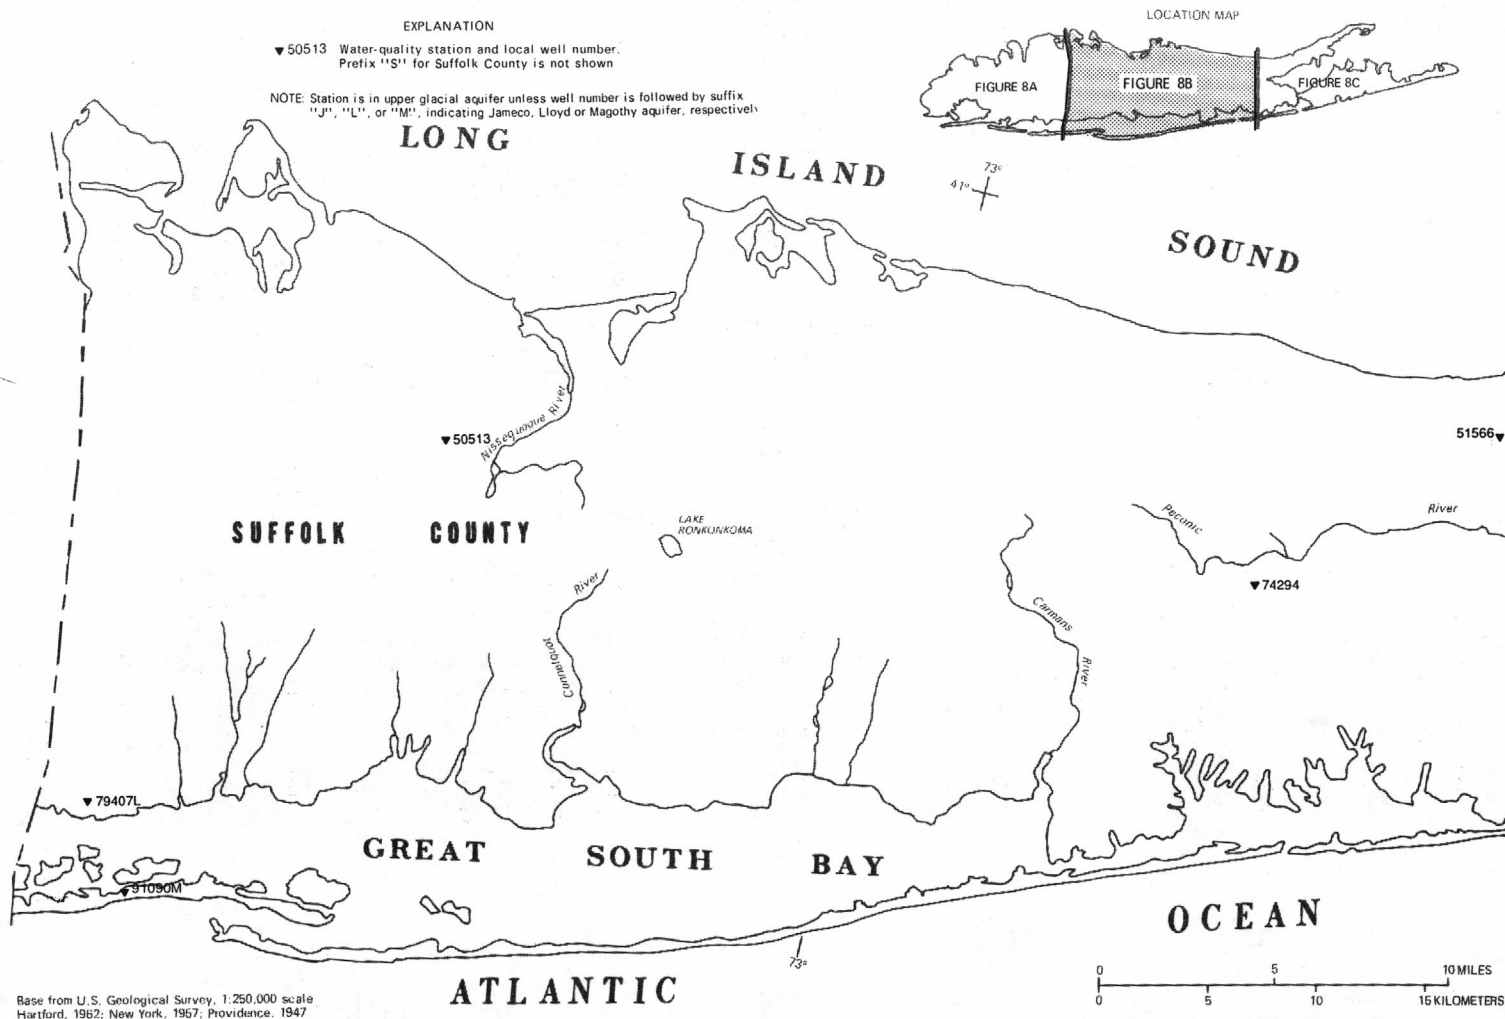 EXPLANATION
▼50513 Water-quality station and local well number.
Prefix "S" for Suffolk County is not shown
NOTE: Station is in upper glacial aquifer unless well number is followed by suffix
"J", "L", or "M", indicating Jameco, Lloyd or Magothy aquifer, respectively
LOCATION MAP
FIGURE 8A
FIGURE 8B
FIGURE 8C
LONG
ISLAND
SOUND
73°
41°
50513
Nissequogue River
51566
SUFFOLK COUNTY
LAKE
RONKONKOMA
Peconic
River
74294
Connetquot
River
Carmans
River
79407L
91090M
GREAT SOUTH BAY
ATLANTIC
OCEAN
73°
0 5 10 MILES
0 5 10 15 KILOMETERS
Base from U.S. Geological Survey, 1:250,000 scale
Hartford, 1962; New York, 1957; Providence, 1947